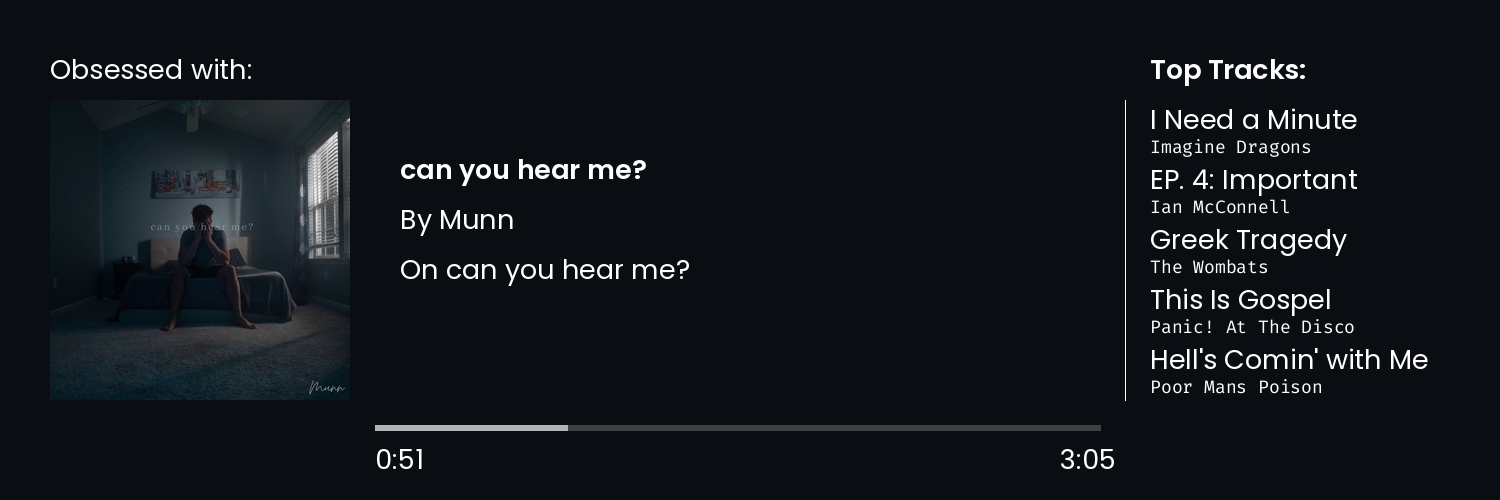 Obsessed with:
can you hear me?
Munn
can you hear me?
By Munn
On can you hear me?
0:51
3:05
Top Tracks:
I Need a Minute
Imagine Dragons
EP. 4: Important
Ian McConnell
Greek Tragedy
The Wombats
This Is Gospel
Panic! At The Disco
Hell's Comin' with Me
Poor Mans Poison